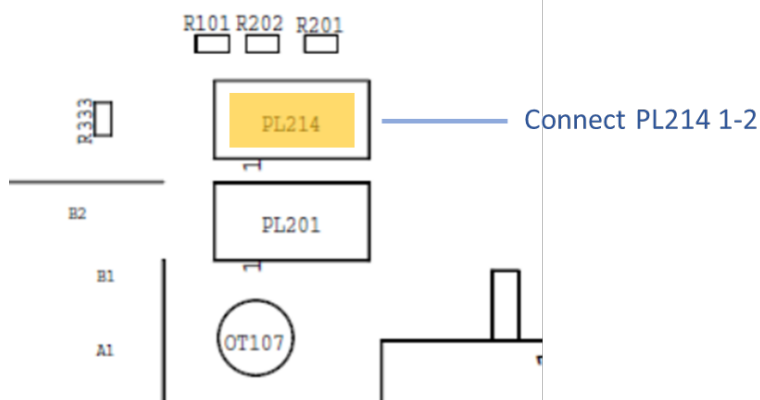 R101 R202 R201
R333
PL214
Connect PL214 1-2
1
B2
PL201
1
B1
OT107
A1